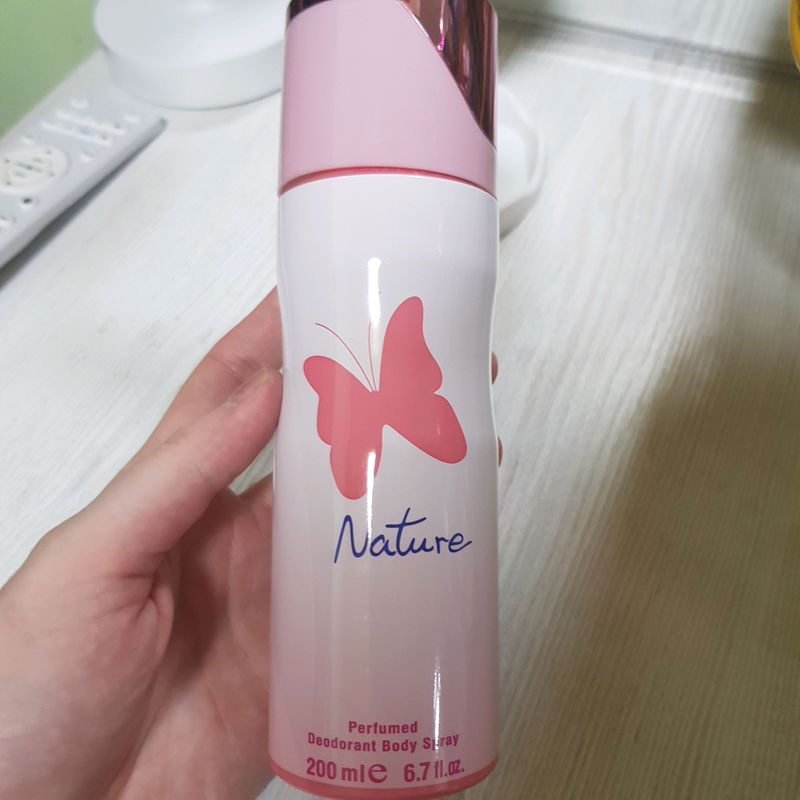 Nature
Perfumed
Deodorant Body Spray
200 ml e 6.7 fl.oz.